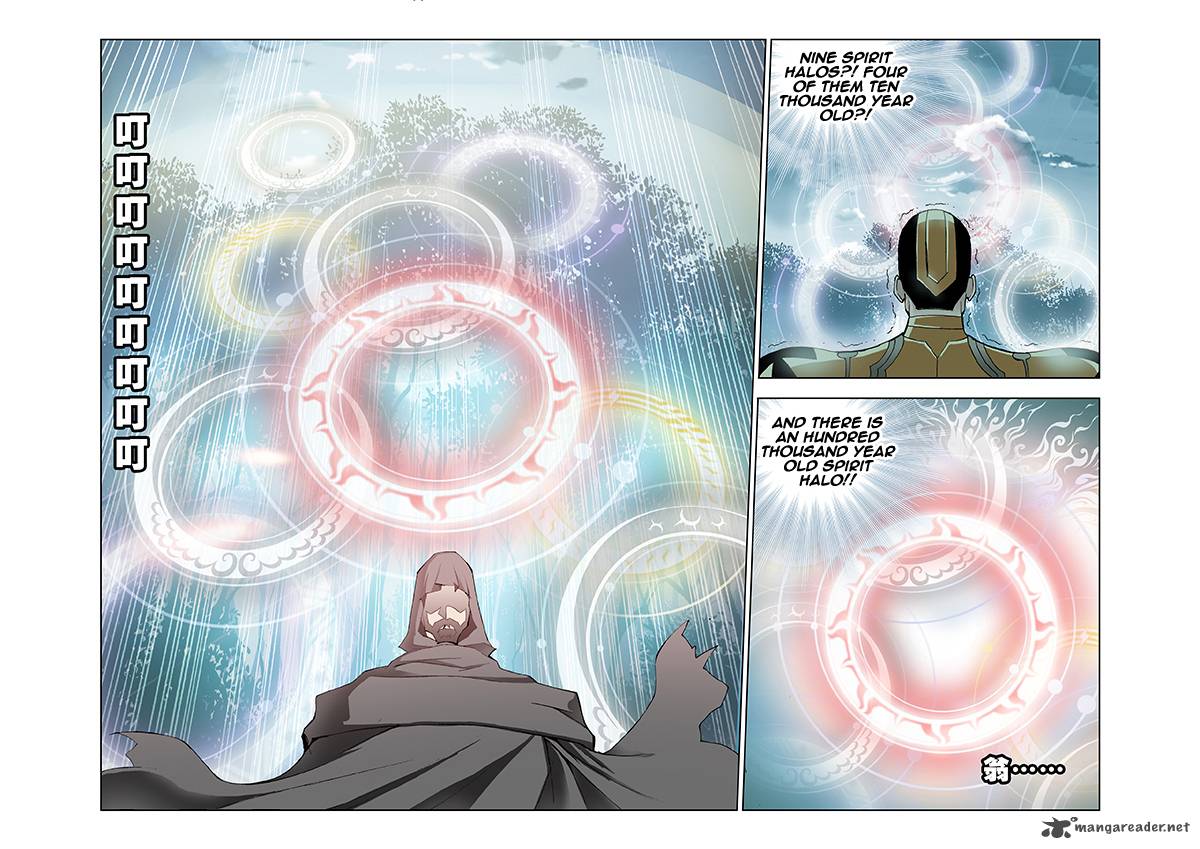 NINE SPIRIT
HALOS?! FOUR
OF THEM TEN
THOUSAND YEAR
OLD?!
AND THERE IS
AN HUNDRED
THOUSAND YEAR
OLD SPIRIT
HALO!!
翁……
mangareader.net